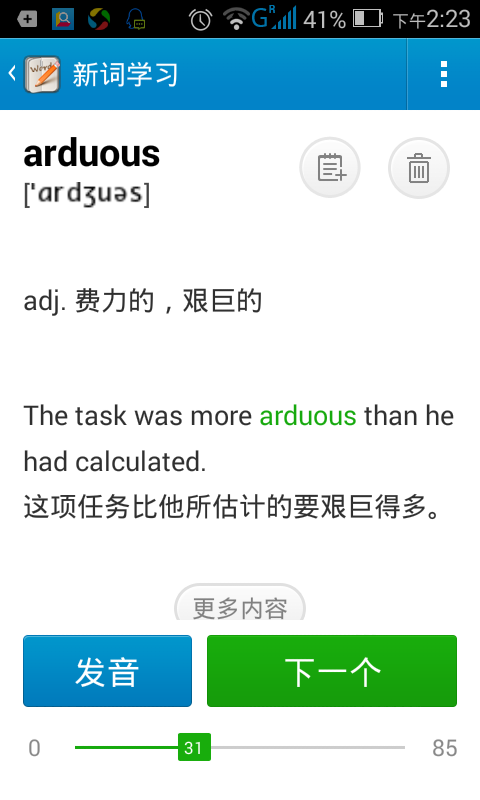 G R 41% 下午2:23
Words 新词学习
arduous
['ɑrdʒuəs]
adj. 费力的，艰巨的
The task was more arduous than he
had calculated.
这项任务比他所估计的要艰巨得多。
更多内容
发音 下一个
0 31 85